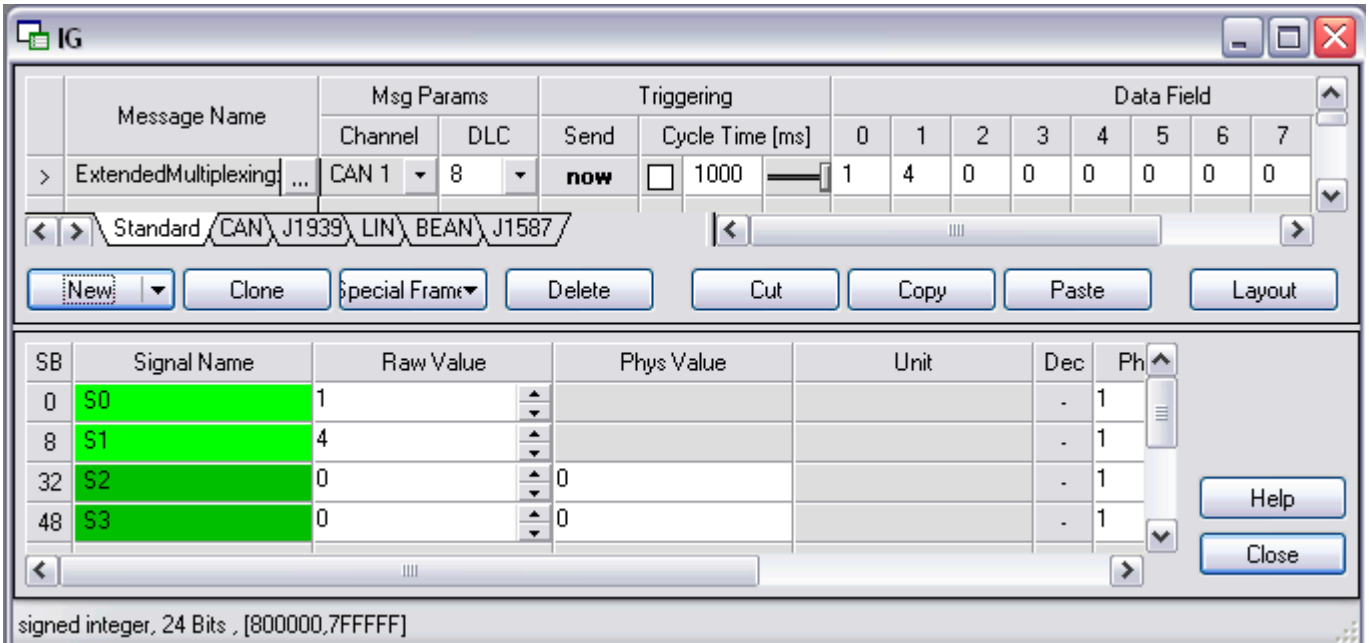 IG
Message Name Msg Params Triggering Data Field
Channel DLC Send Cycle Time [ms] 0 1 2 3 4 5 6 7
> ExtendedMultiplexing ... CAN 1 8 now 1000 1 4 0 0 0 0 0 0
Standard CAN J1939 LIN BEAN J1587
New Clone Special Frame Delete Cut Copy Paste Layout
SB Signal Name Raw Value Phys Value Unit Dec Ph
0 S0 1 - 1
8 S1 4 - 1
32 S2 0 0 - 1
48 S3 0 0 - 1
Help
Close
signed integer, 24 Bits , [800000,7FFFFF]